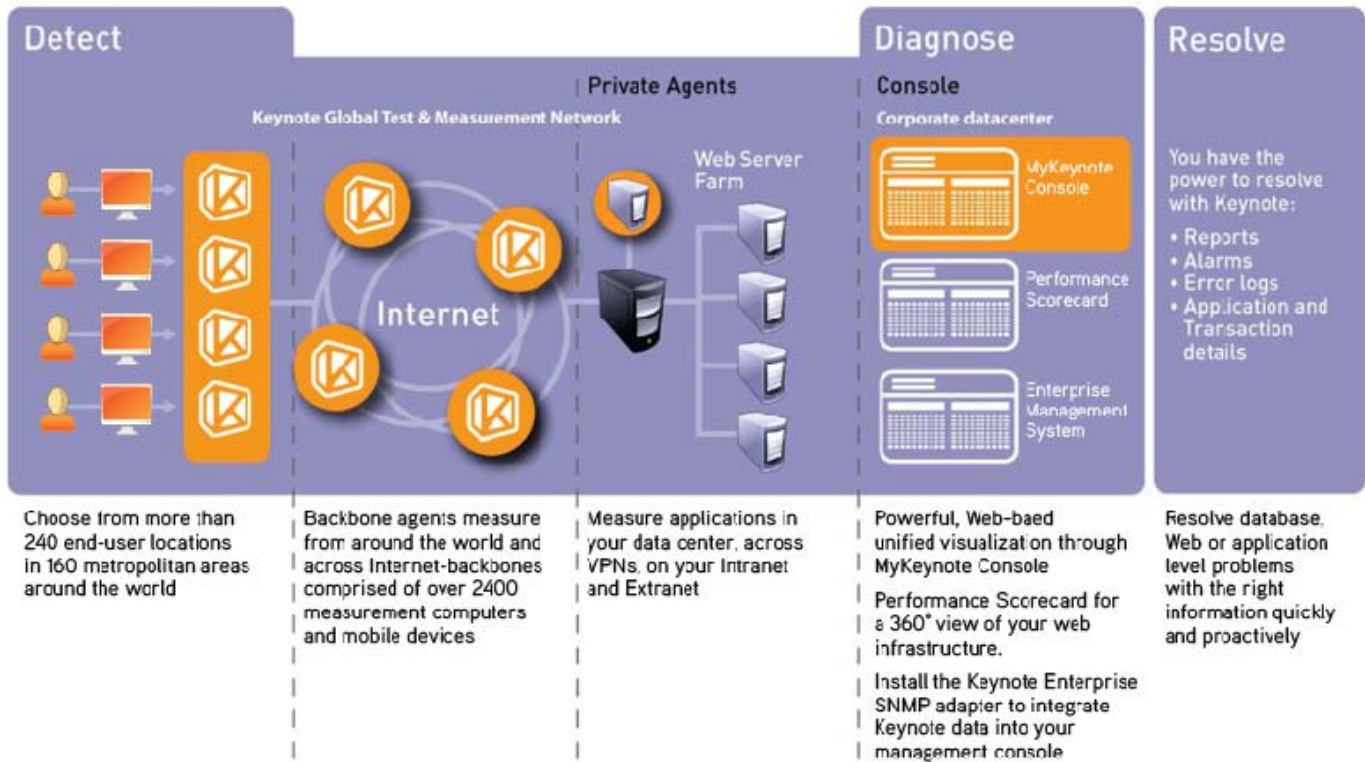 Detect
Diagnose
Resolve
Private Agents
Console
Keynote Global Test & Measurement Network
Corporate datacenter
Internet
Web Server
Farm
MyKeynote
Console
Performance
Scorecard
Enterprise
Management
System
You have the
power to resolve
with Keynote:
• Reports
• Alarms
• Error logs
• Application and
Transaction
details
Choose from more than
240 end-user locations
in 160 metropolitan areas
around the world
Backbone agents measure
from around the world and
across Internet-backbones
comprised of over 2400
measurement computers
and mobile devices
Measure applications in
your data center, across
VPNs, on your Intranet
and Extranet
Powerful, Web-baed
unified visualization through
MyKeynote Console
Performance Scorecard for
a 360° view of your web
infrastructure.
Install the Keynote Enterprise
SNMP adapter to integrate
Keynote data into your
management console
Resolve database,
Web or application
level problems
with the right
information quickly
and proactively